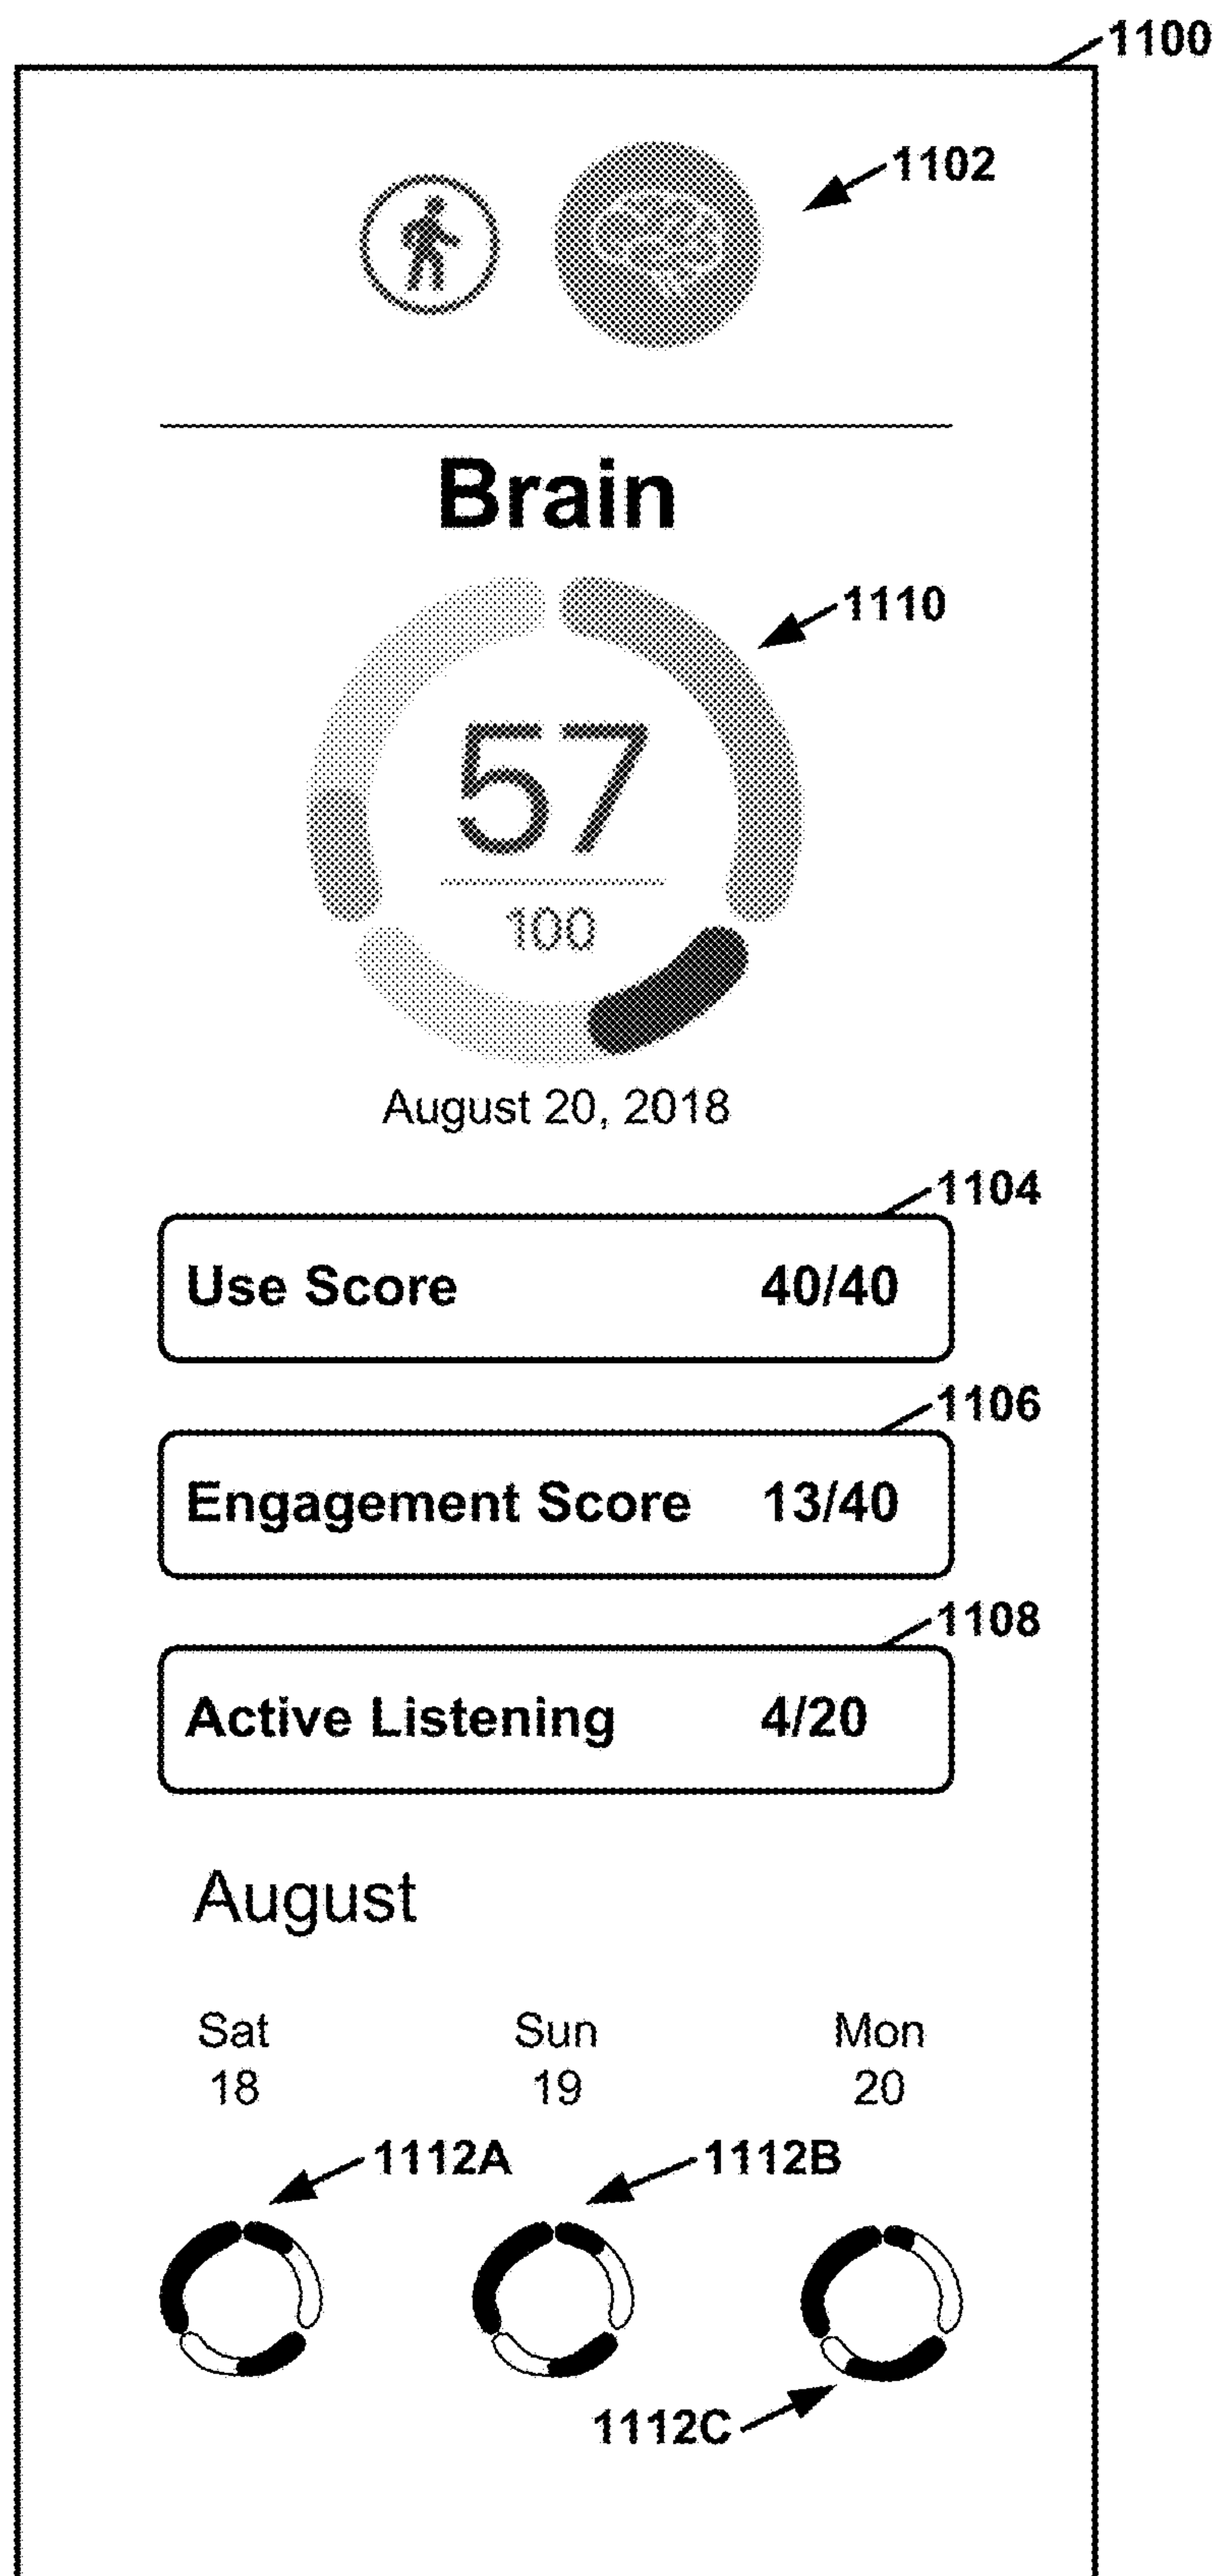 1100
1102
Brain
1110
57
100
August 20, 2018
1104
Use Score 40/40
1106
Engagement Score 13/40
1108
Active Listening 4/20
August
Sat Sun Mon
18 19 20
1112A 1112B
1112C